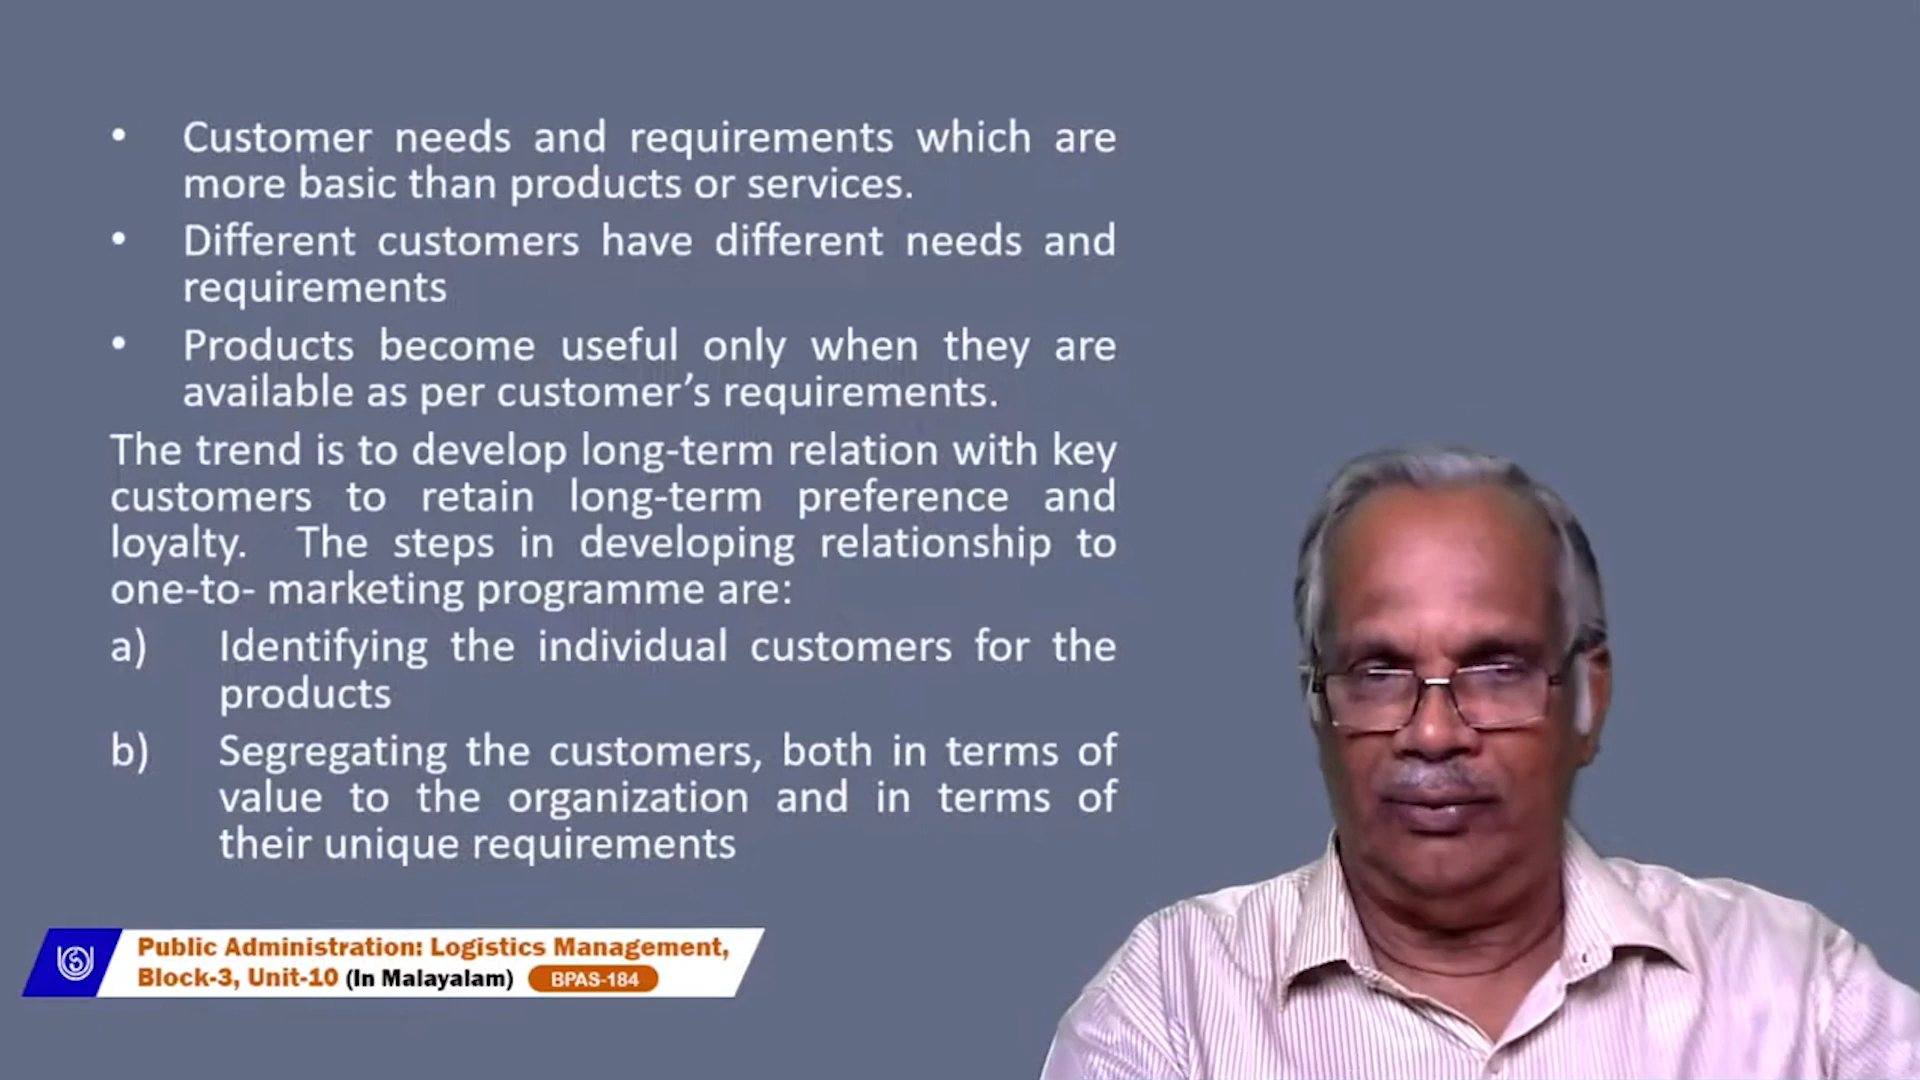 • Customer needs and requirements which are
more basic than products or services.
• Different customers have different needs and
requirements
• Products become useful only when they are
available as per customer’s requirements.
The trend is to develop long-term relation with key
customers to retain long-term preference and
loyalty. The steps in developing relationship to
one-to- marketing programme are:
a) Identifying the individual customers for the
products
b) Segregating the customers, both in terms of
value to the organization and in terms of
their unique requirements
Public Administration: Logistics Management,
Block-3, Unit-10 (In Malayalam) BPAS-184